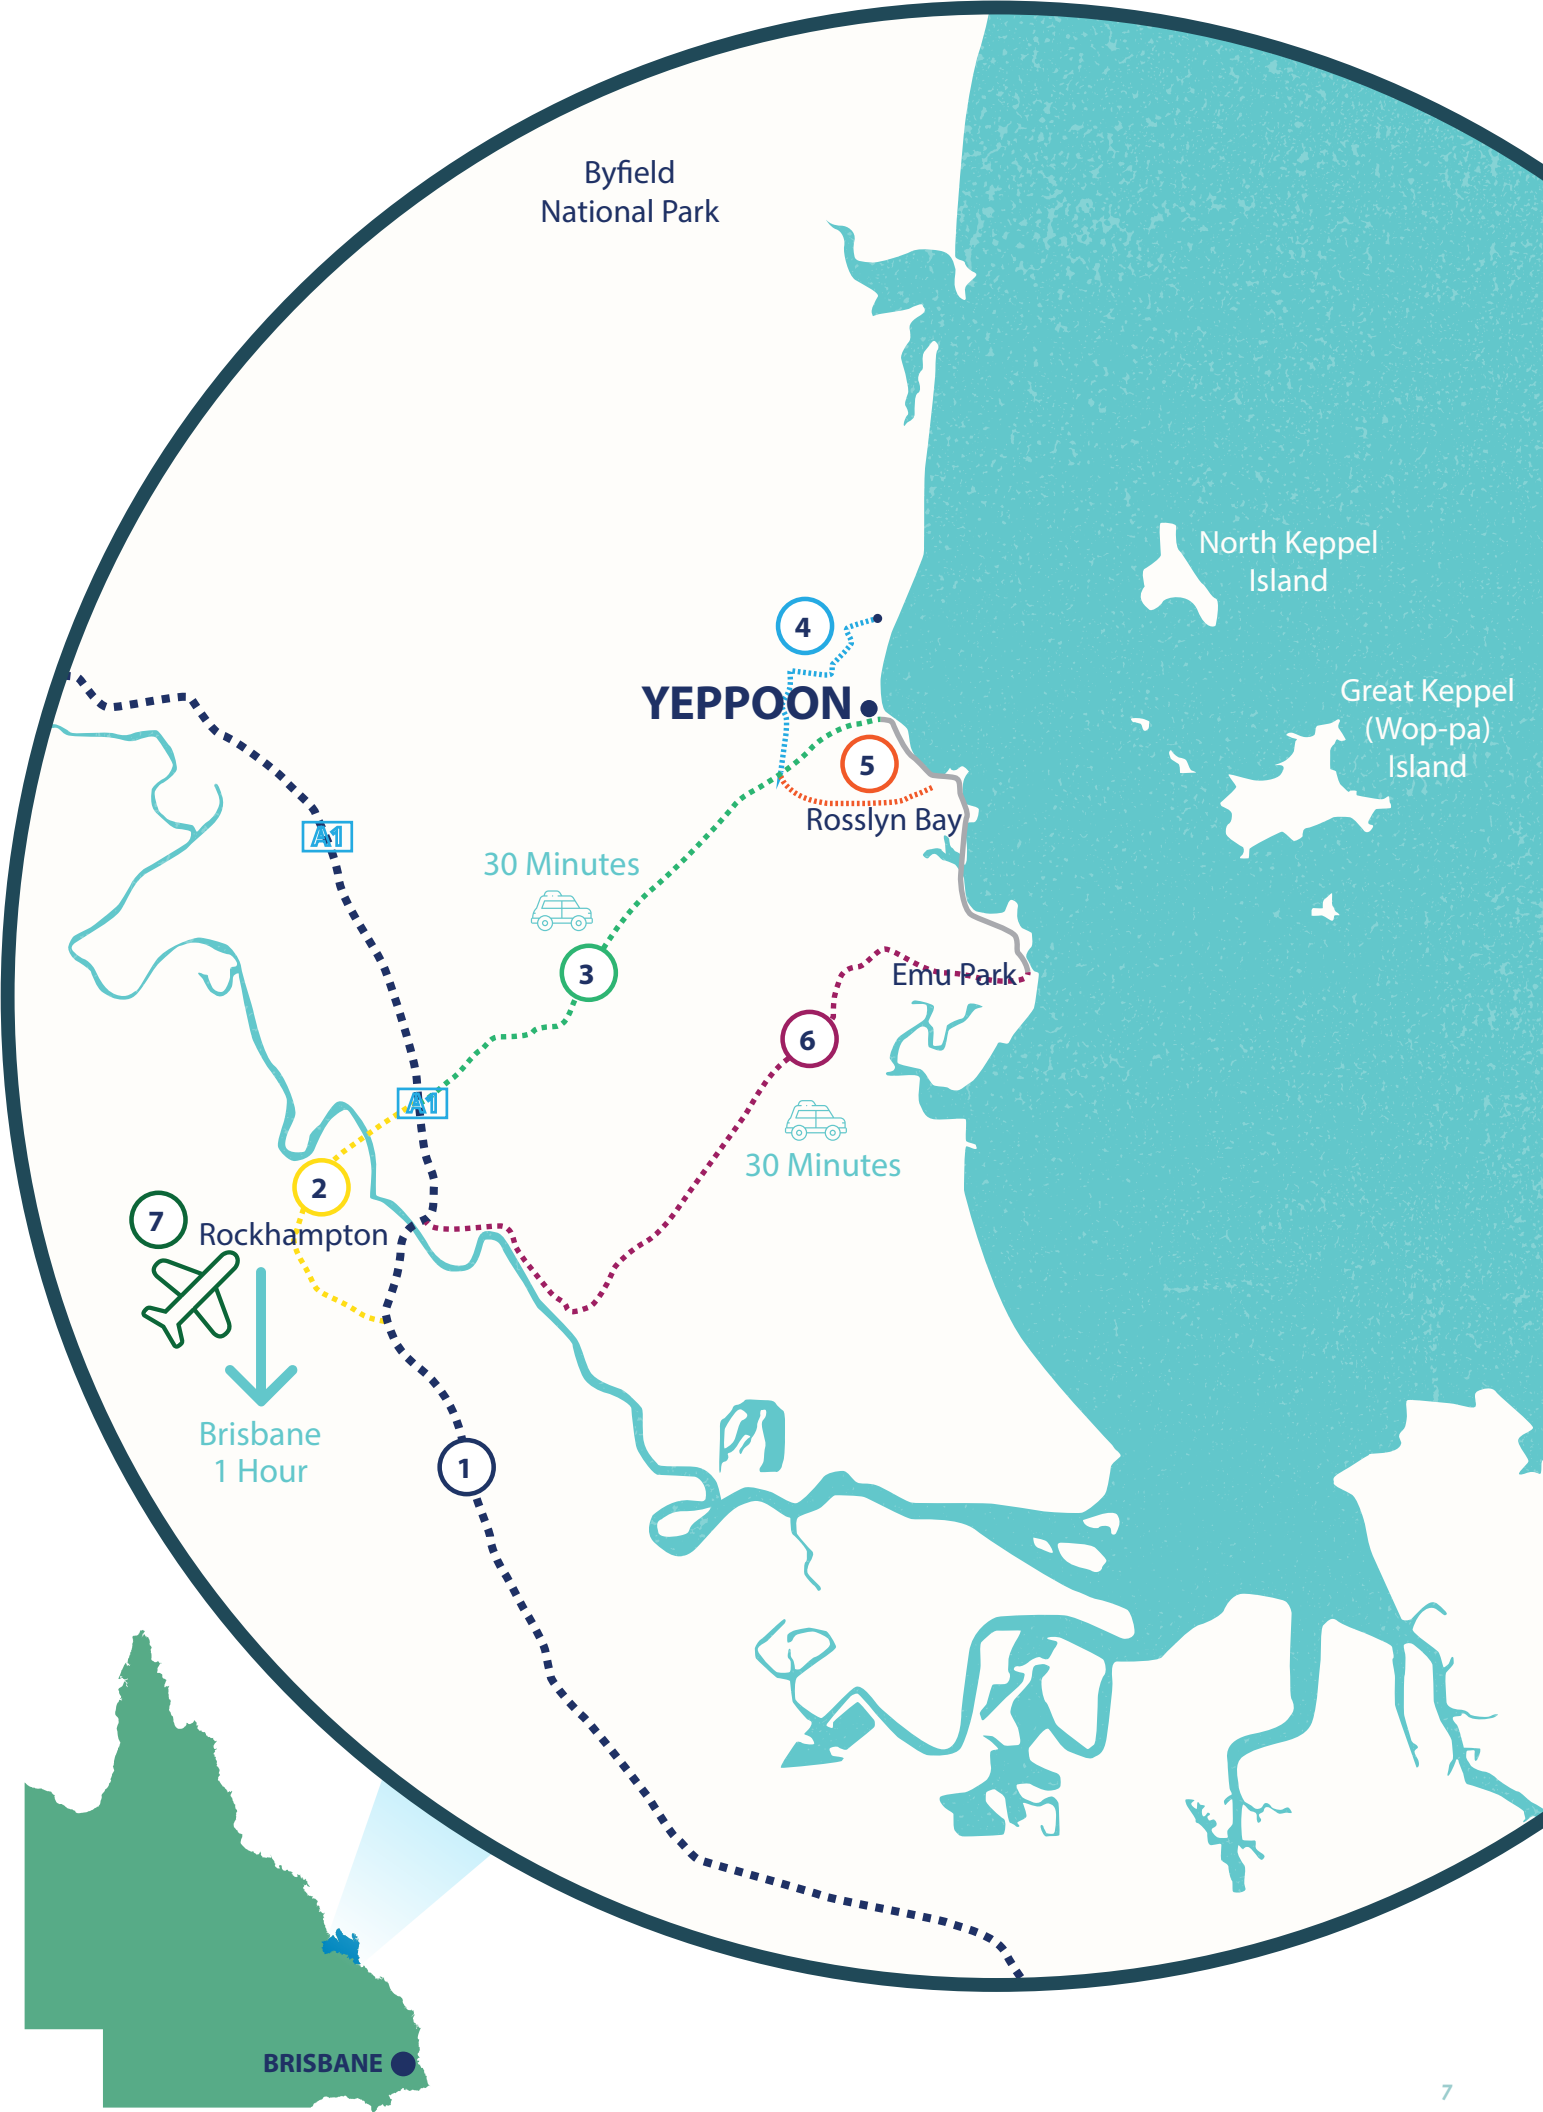 Byfield
National Park
North Keppel
Island
4
Great Keppel
(Wop-pa)
Island
YEPPOON
5
Rosslyn Bay
A1
30 Minutes
3
Emu Park
6
A1
30 Minutes
2
7
Rockhampton
Brisbane
1 Hour
1
BRISBANE
7